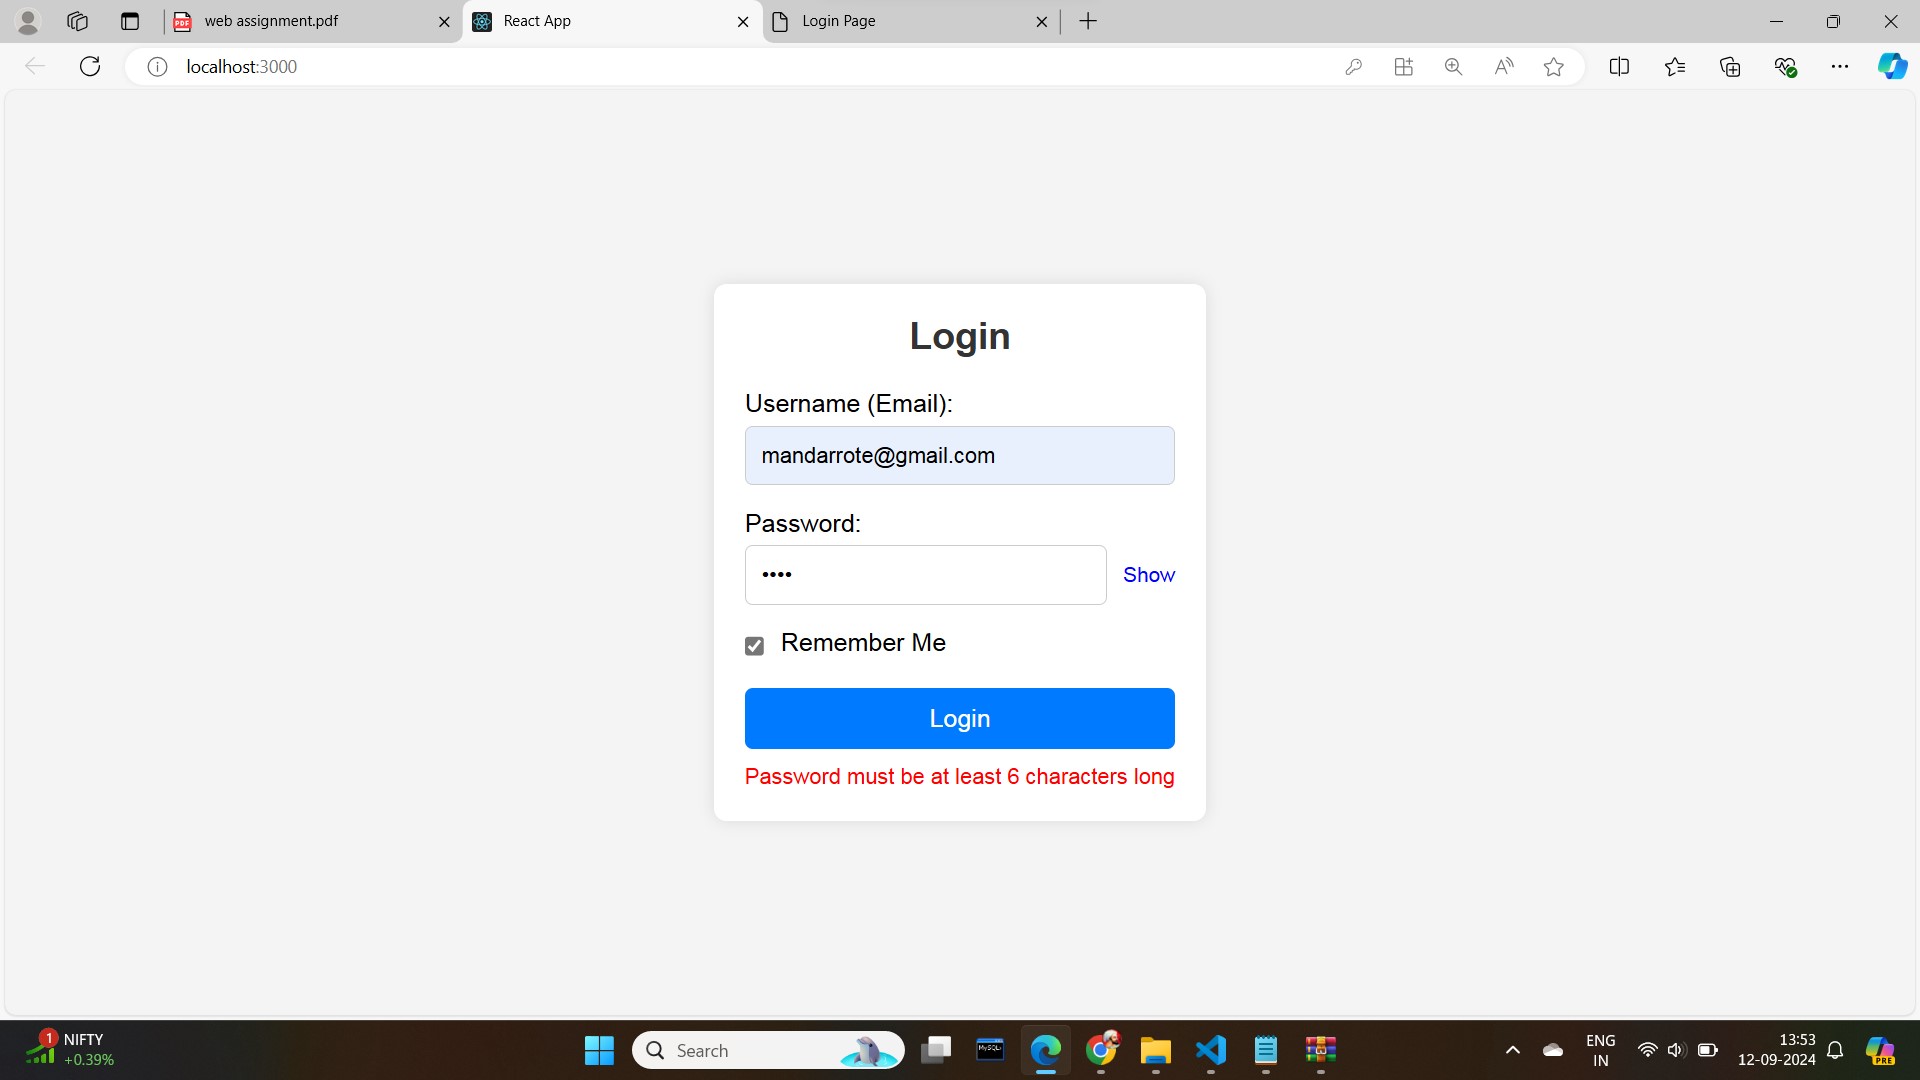 web assignment.pdf
React App
Login Page
localhost:3000
Login
Username (Email):
mandarrote@gmail.com
Password:
••••
Show
Remember Me
Login
Password must be at least 6 characters long
1
NIFTY
+0.39%
Search
MySQL
ENG
IN
13:53
12-09-2024
PRE